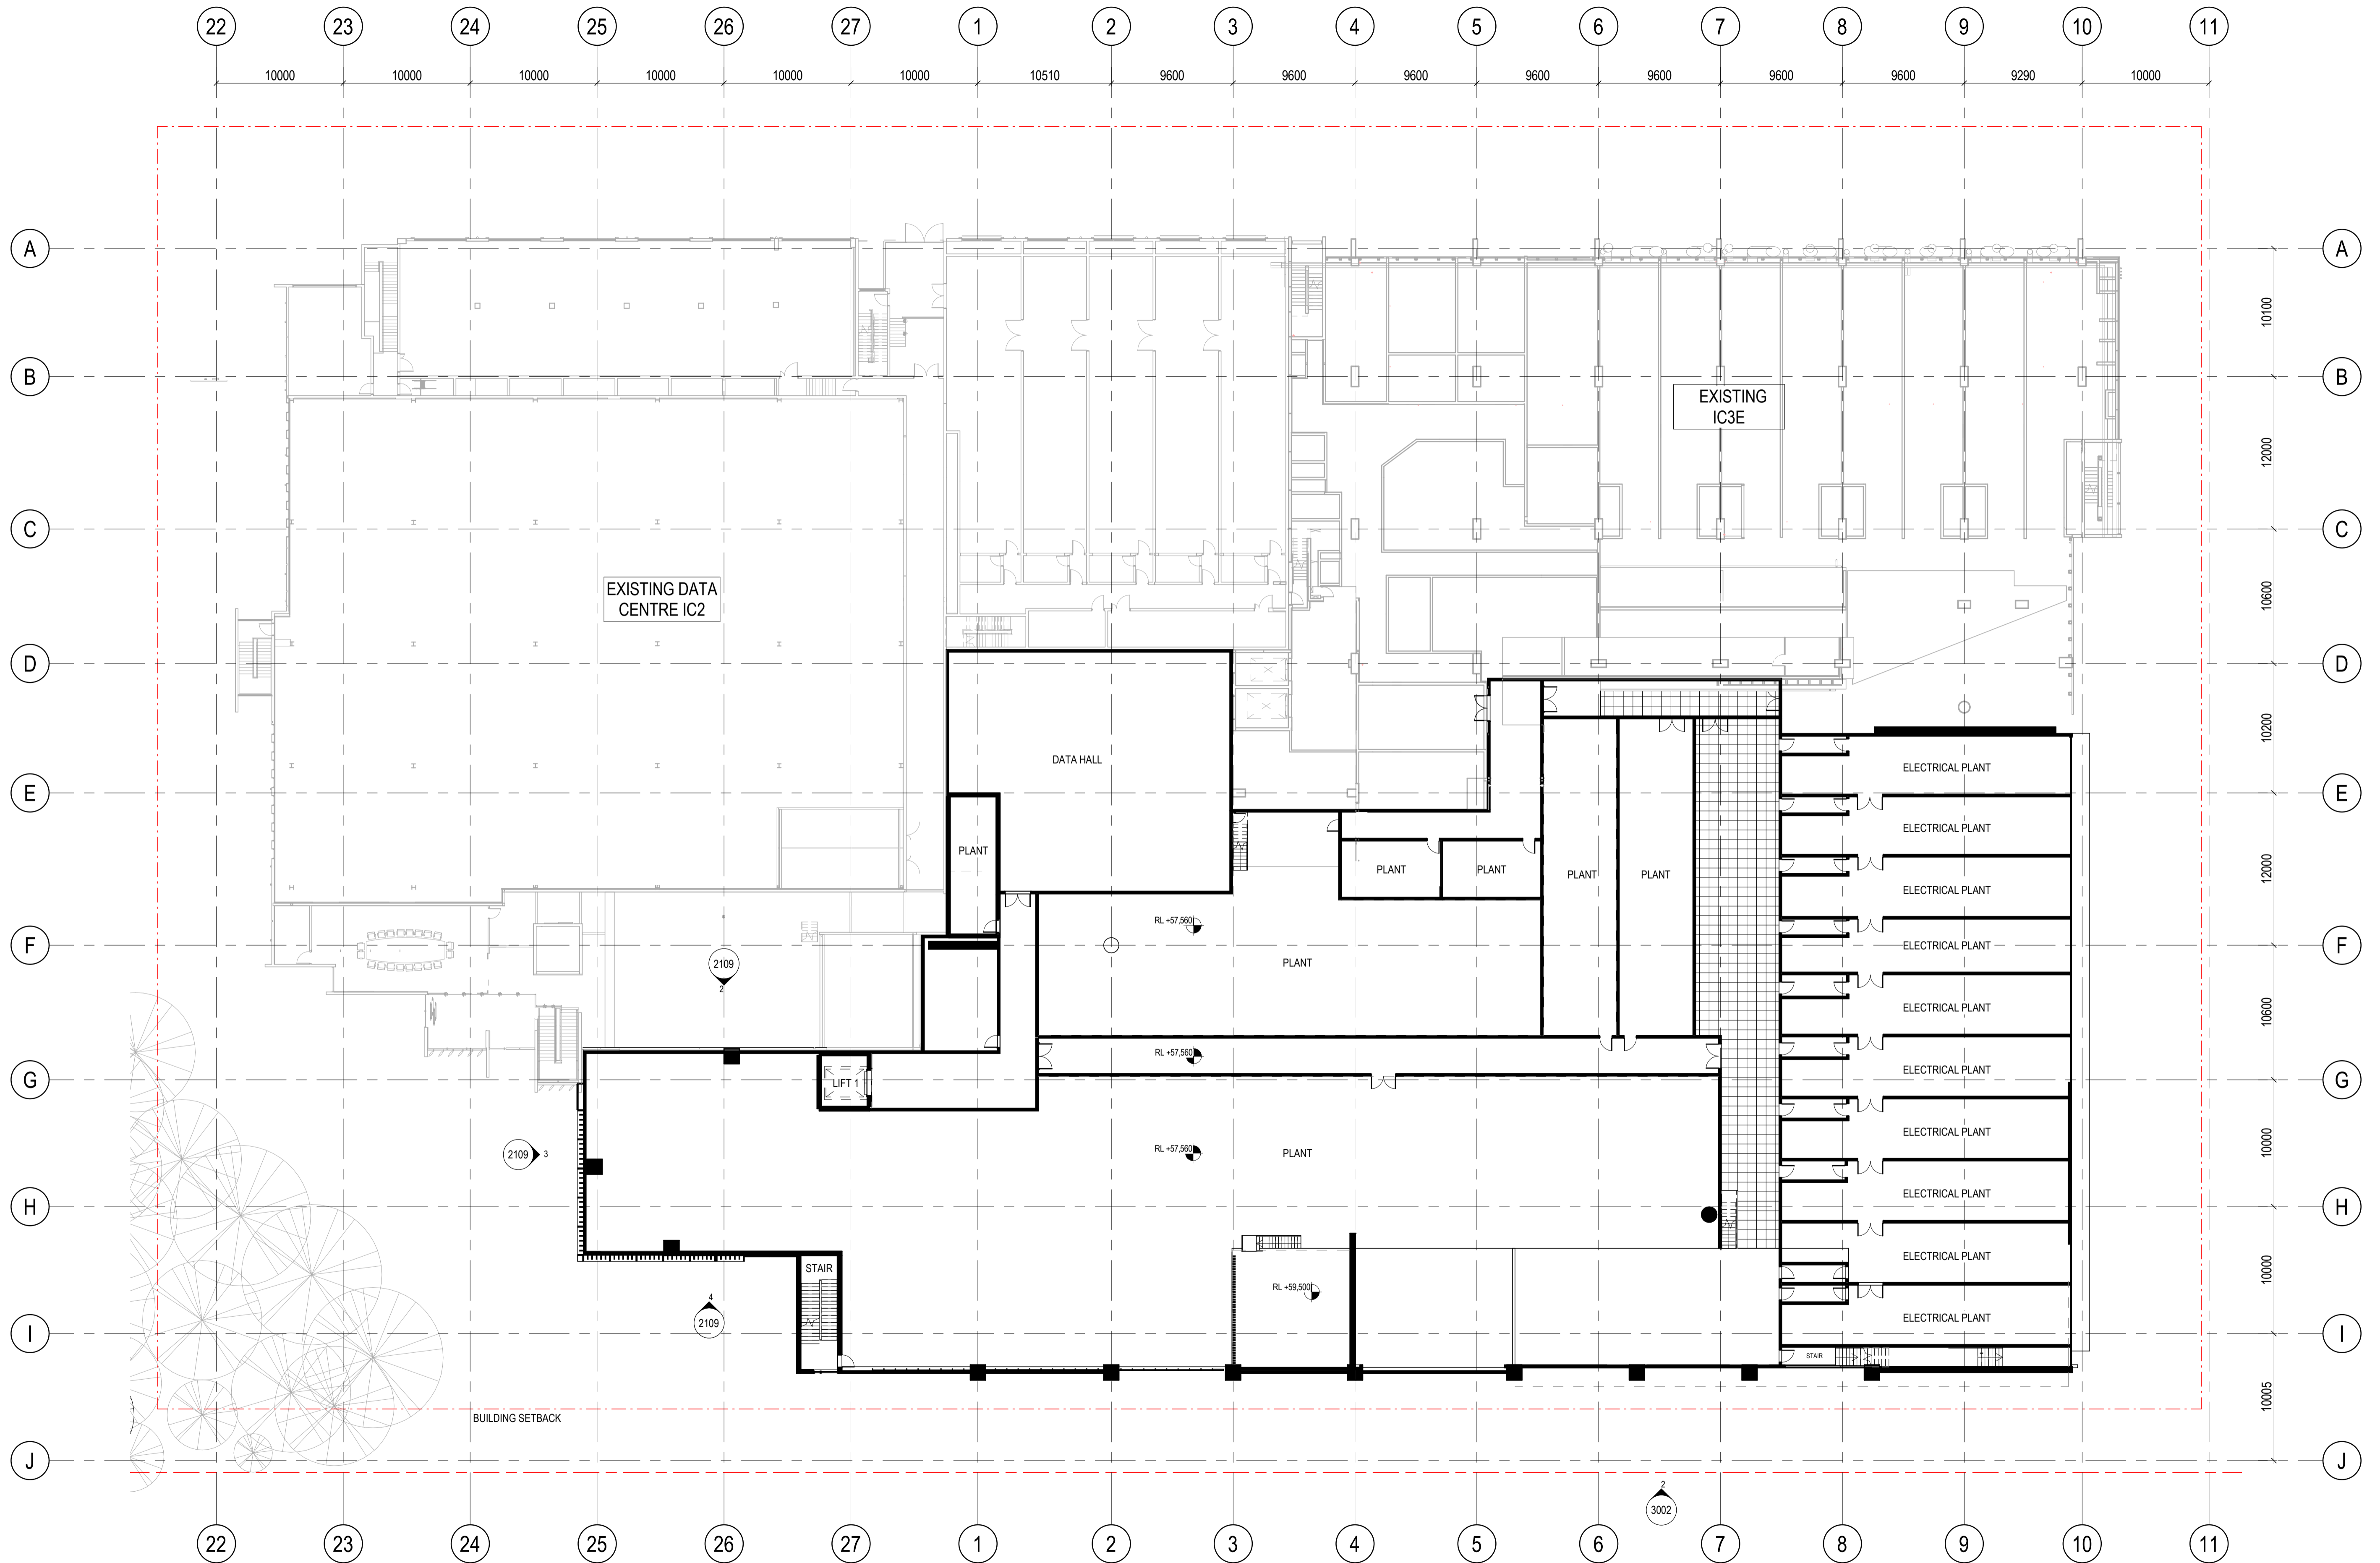 22 23 24 25 26 27 1 2 3 4 5 6 7 8 9 10 11
10000 10000 10000 10000 10000 10000 10510 9600 9600 9600 9600 9600 9600 9600 9290 10000
A A
10100
B B
EXISTING
IC3E
12000
C C
EXISTING DATA
CENTRE IC2
10600
D D
10200
DATA HALL
ELECTRICAL PLANT
E E
ELECTRICAL PLANT
PLANT
PLANT PLANT PLANT PLANT
12000
ELECTRICAL PLANT
RL +57,560
F F
ELECTRICAL PLANT
2109
2
PLANT
ELECTRICAL PLANT
10600
RL +57,560
ELECTRICAL PLANT
G G
LIFT 1
ELECTRICAL PLANT
10000
2109 3
RL +57,560
PLANT
ELECTRICAL PLANT
H H
ELECTRICAL PLANT
STAIR
10000
RL +59,500
4
2109
ELECTRICAL PLANT
I I
STAIR
10005
BUILDING SETBACK
J J
2
3002
22 23 24 25 26 27 1 2 3 4 5 6 7 8 9 10 11